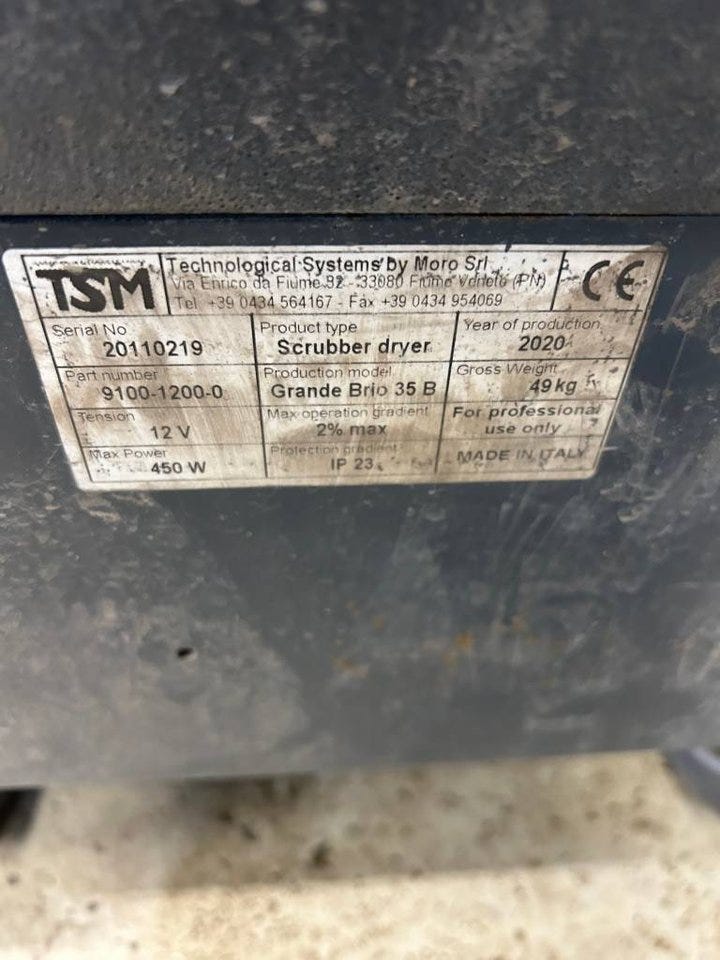 TSM
Technological Systems by Moro Srl
Via Enrico da Fiume 92 - 33080 Fiume Veneto (PN)
Tel. +39 0434 564167 - Fax +39 0434 954069
CE
Serial No
20110219
Product type
Scrubber dryer
Year of production
2020
Part number
9100-1200-0
Production model
Grande Brio 35 B
Gross Weight
49 kg
Tension
12 V
Max operation gradient
2% max
For professional
use only
Max Power
450 W
Protection gradient
IP 23
MADE IN ITALY